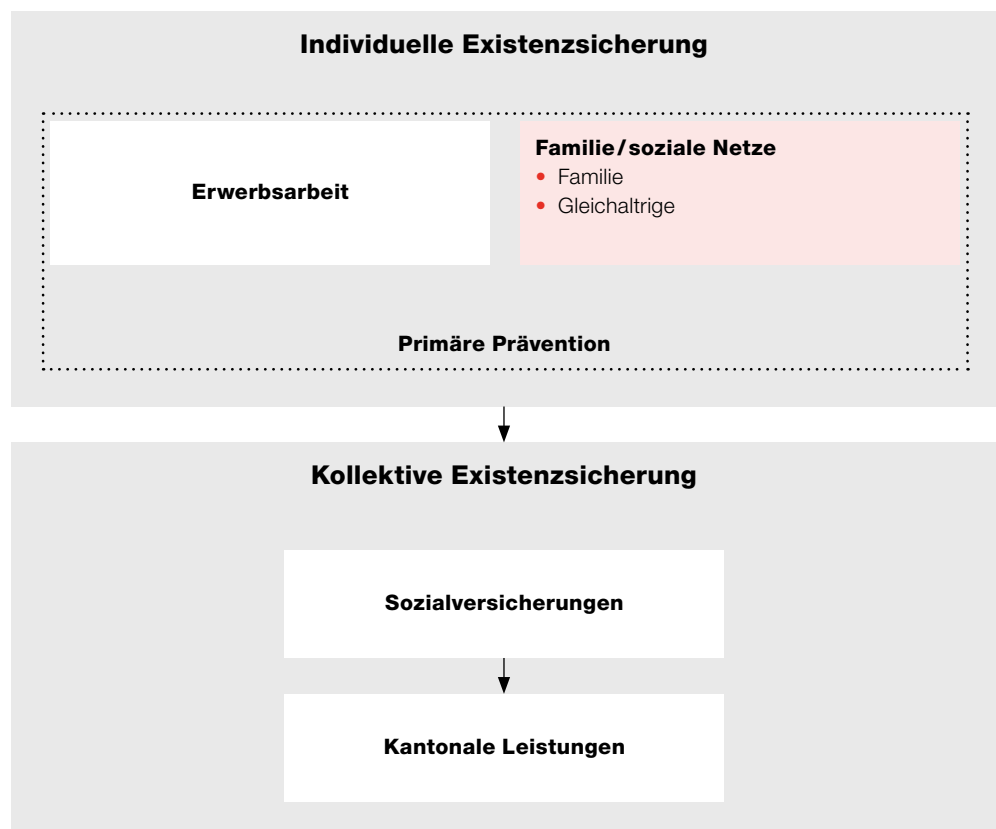 Individuelle Existenzsicherung
Erwerbsarbeit
Familie/soziale Netze
• Familie
• Gleichaltrige
Primäre Prävention
Kollektive Existenzsicherung
Sozialversicherungen
Kantonale Leistungen